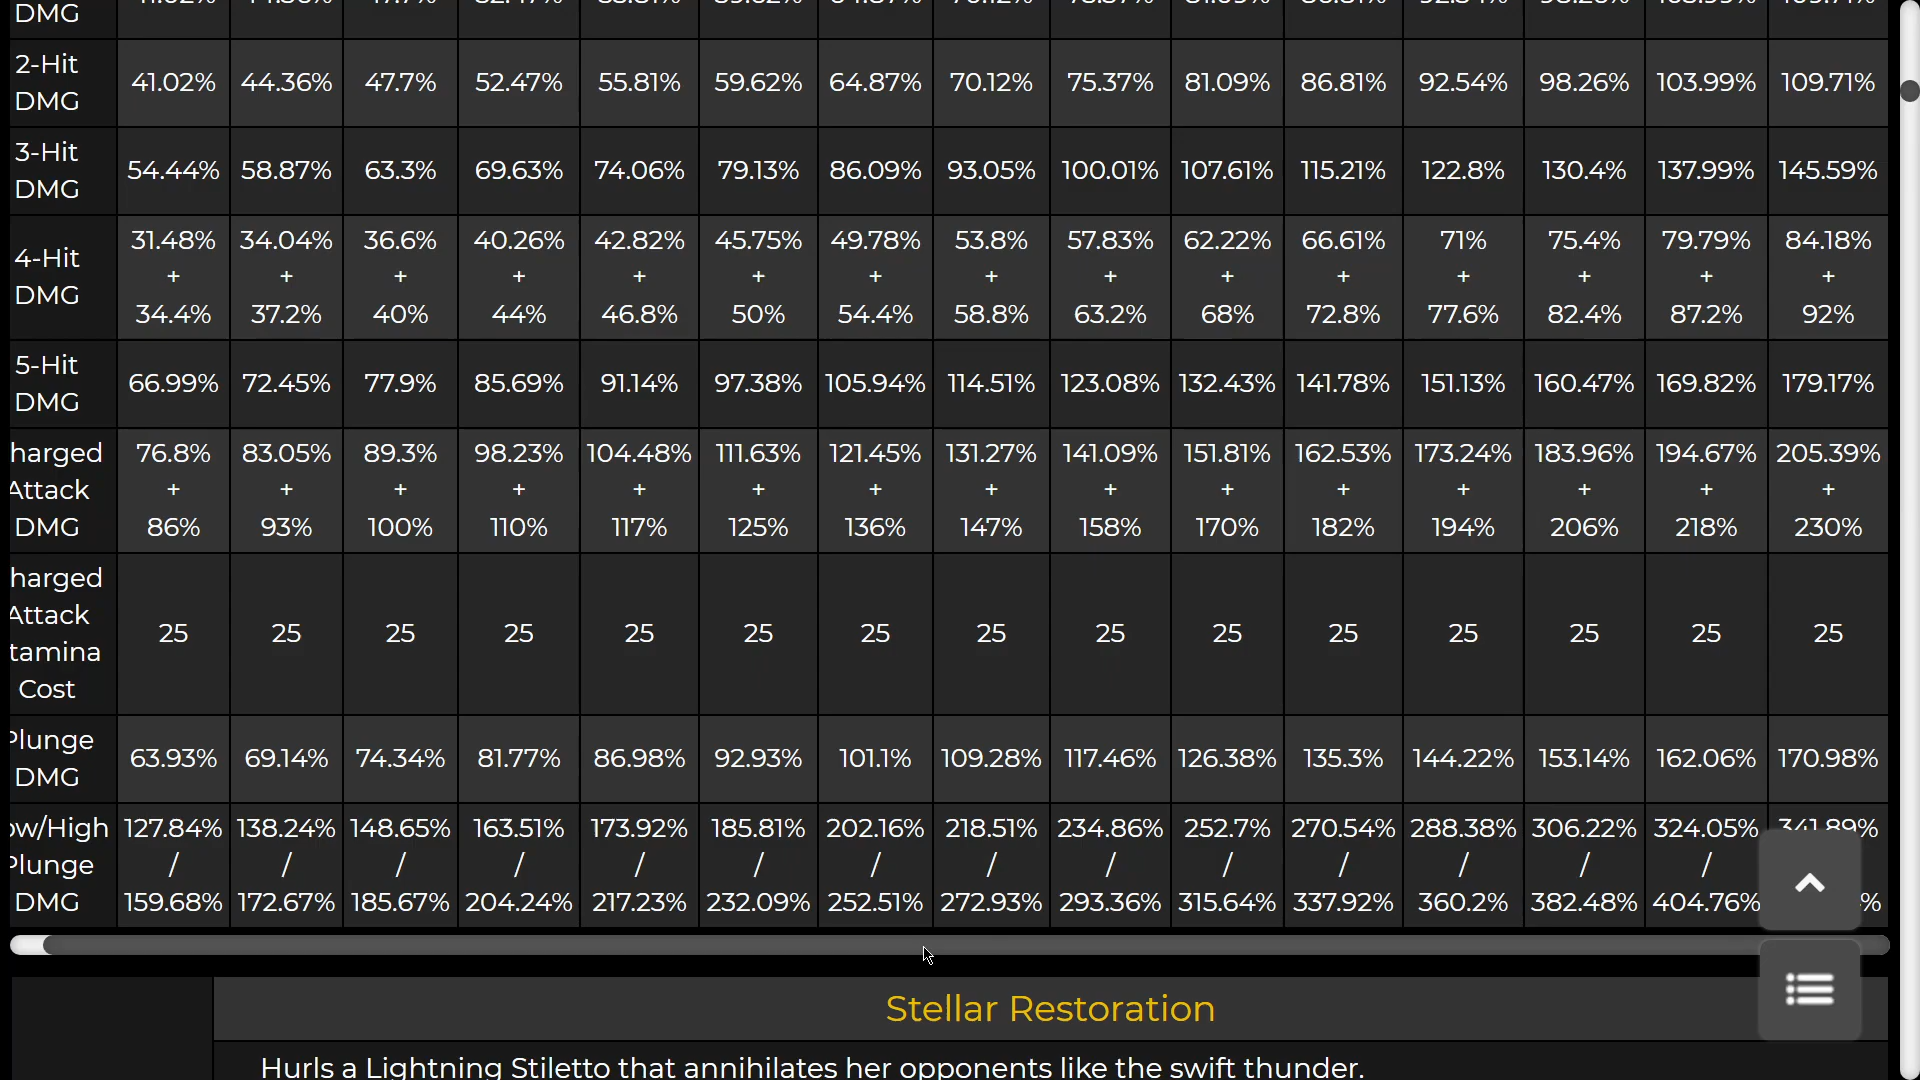 DMG
2-Hit DMG 41.02% 44.36% 47.7% 52.47% 55.81% 59.62% 64.87% 70.12% 75.37% 81.09% 86.81% 92.54% 98.26% 103.99% 109.71%
3-Hit DMG 54.44% 58.87% 63.3% 69.63% 74.06% 79.13% 86.09% 93.05% 100.01% 107.61% 115.21% 122.8% 130.4% 137.99% 145.59%
4-Hit DMG 31.48% + 34.4% 34.04% + 37.2% 36.6% + 40% 40.26% + 44% 42.82% + 46.8% 45.75% + 50% 49.78% + 54.4% 53.8% + 58.8% 57.83% + 63.2% 62.22% + 68% 66.61% + 72.8% 71% + 77.6% 75.4% + 82.4% 79.79% + 87.2% 84.18% + 92%
5-Hit DMG 66.99% 72.45% 77.9% 85.69% 91.14% 97.38% 105.94% 114.51% 123.08% 132.43% 141.78% 151.13% 160.47% 169.82% 179.17%
harged Attack DMG 76.8% + 86% 83.05% + 93% 89.3% + 100% 98.23% + 110% 104.48% + 117% 111.63% + 125% 121.45% + 136% 131.27% + 147% 141.09% + 158% 151.81% + 170% 162.53% + 182% 173.24% + 194% 183.96% + 206% 194.67% + 218% 205.39% + 230%
harged Attack tamina Cost 25 25 25 25 25 25 25 25 25 25 25 25 25 25 25
Plunge DMG 63.93% 69.14% 74.34% 81.77% 86.98% 92.93% 101.1% 109.28% 117.46% 126.38% 135.3% 144.22% 153.14% 162.06% 170.98%
ow/High Plunge DMG 127.84% / 159.68% 138.24% / 172.67% 148.65% / 185.67% 163.51% / 204.24% 173.92% / 217.23% 185.81% / 232.09% 202.16% / 252.51% 218.51% / 272.93% 234.86% / 293.36% 252.7% / 315.64% 270.54% / 337.92% 288.38% / 360.2% 306.22% / 382.48% 324.05% / 404.76% 341.89%
Stellar Restoration
Hurls a Lightning Stiletto that annihilates her opponents like the swift thunder.